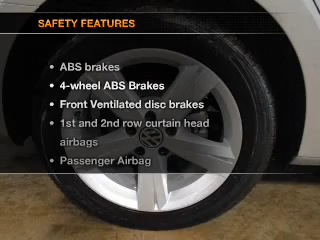 SAFETY FEATURES
• ABS brakes
• 4-wheel ABS Brakes
• Front Ventilated disc brakes
• 1st and 2nd row curtain head
airbags
• Passenger Airbag